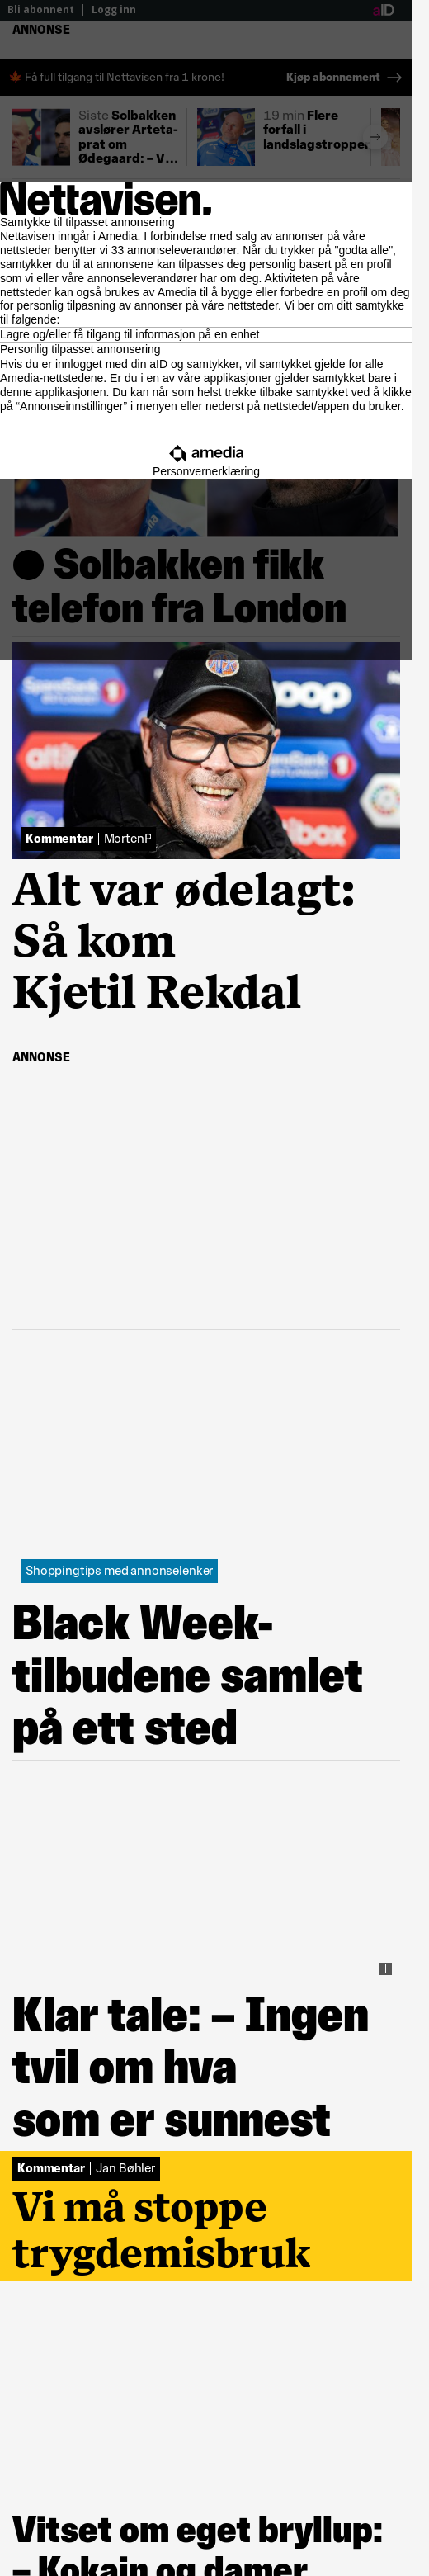 Bli abonnent | Logg inn
aID
ANNONSE
Få full tilgang til Nettavisen fra 1 krone!
Kjøp abonnement
Siste Solbakken
avslører Arteta-
prat om
Ødegaard: – V...
19 min Flere
forfall i
landslagstroppen
Nettavisen.
Samtykke til tilpasset annonsering
Nettavisen inngår i Amedia. I forbindelse med salg av annonser på våre
nettsteder benytter vi 33 annonseleverandører. Når du trykker på "godta alle",
samtykker du til at annonsene kan tilpasses deg personlig basert på en profil
som vi eller våre annonseleverandører har om deg. Aktiviteten på våre
nettsteder kan også brukes av Amedia til å bygge eller forbedre en profil om deg
for personlig tilpasning av annonser på våre nettsteder. Vi ber om ditt samtykke
til følgende:
Lagre og/eller få tilgang til informasjon på en enhet
Personlig tilpasset annonsering
Hvis du er innlogget med din aID og samtykker, vil samtykket gjelde for alle
Amedia-nettstedene. Er du i en av våre applikasjoner gjelder samtykket bare i
denne applikasjonen. Du kan når som helst trekke tilbake samtykket ved å klikke
på “Annonseinnstillinger” i menyen eller nederst på nettstedet/appen du bruker.
amedia
Personvernerklæring
Solbakken fikk
telefon fra London
SpareBank
coop
Kommentar | MortenP
Alt var ødelagt:
Så kom
Kjetil Rekdal
ANNONSE
Shoppingtips med annonselenker
Black Week-
tilbudene samlet
på ett sted
Klar tale: – Ingen
tvil om hva
som er sunnest
Kommentar | Jan Bøhler
Vi må stoppe
trygdemisbruk
Vitset om eget bryllup:
– Kokain og damer